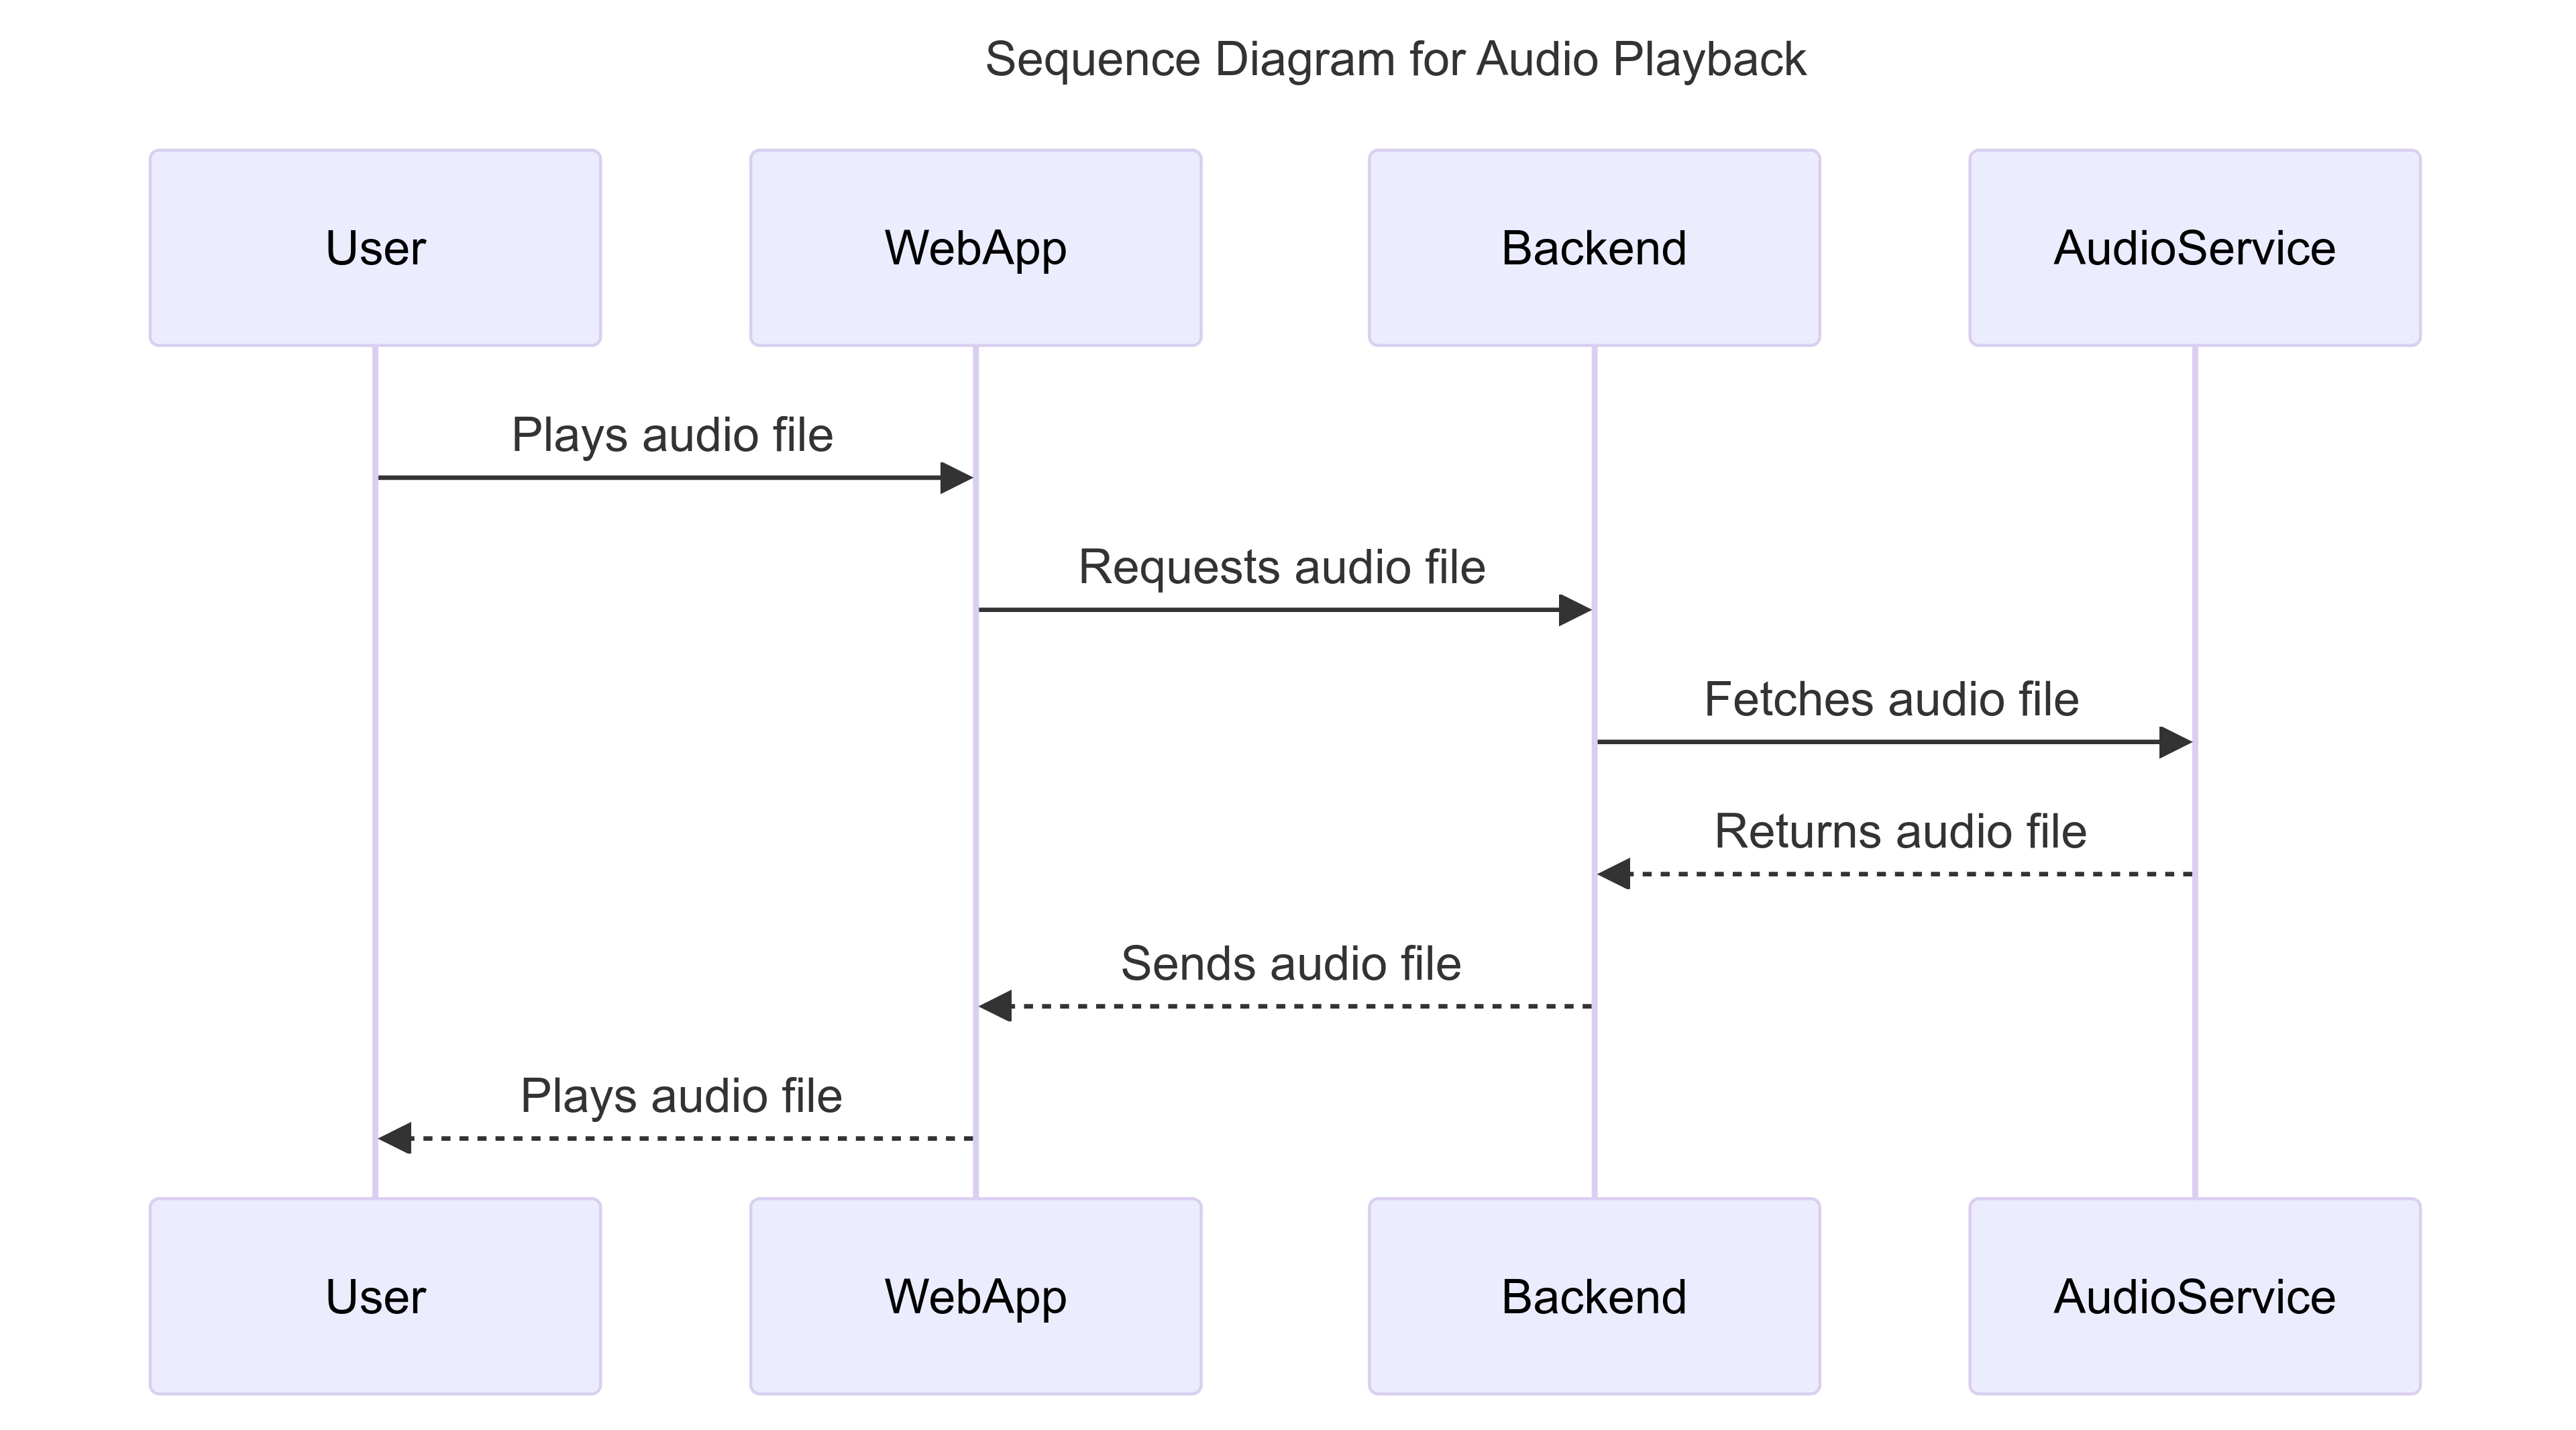 Sequence Diagram for Audio Playback
User
WebApp
Backend
AudioService
Plays audio file
Requests audio file
Fetches audio file
Returns audio file
Sends audio file
Plays audio file
User
WebApp
Backend
AudioService